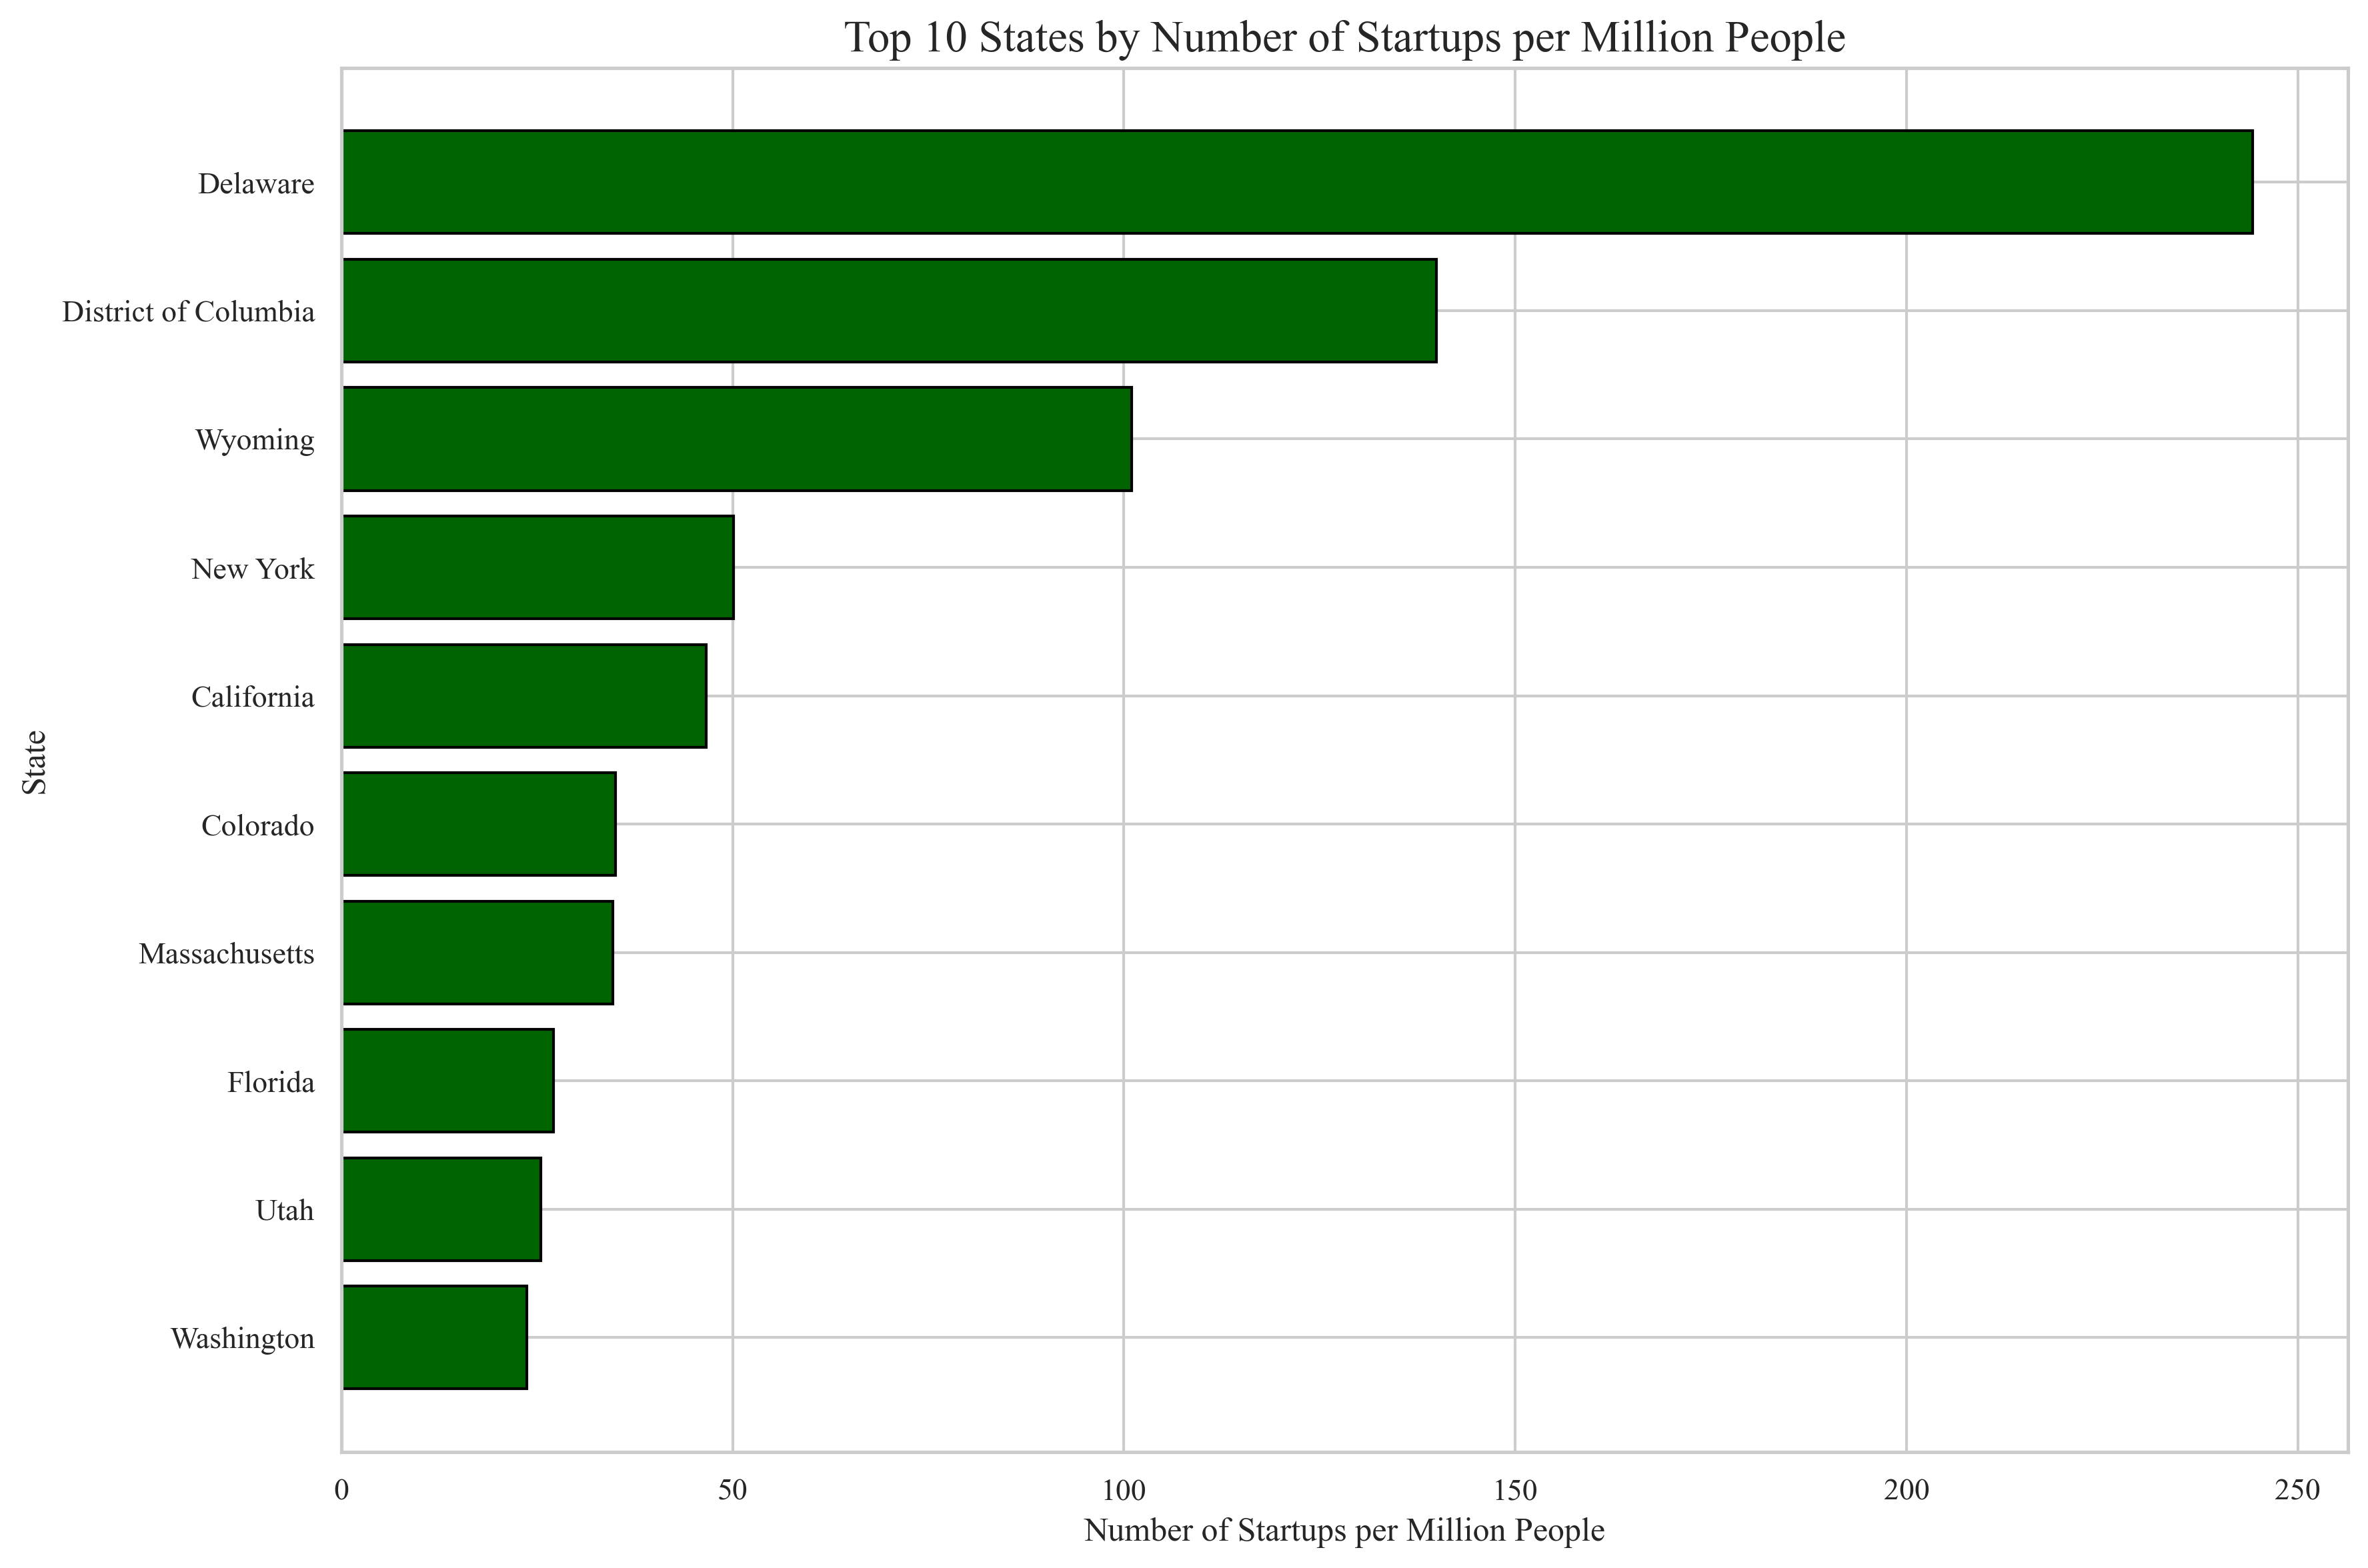 Top 10 States by Number of Startups per Million People
Delaware
District of Columbia
Wyoming
New York
California
State
Colorado
Massachusetts
Florida
Utah
Washington
0 50 100 150 200 250
Number of Startups per Million People